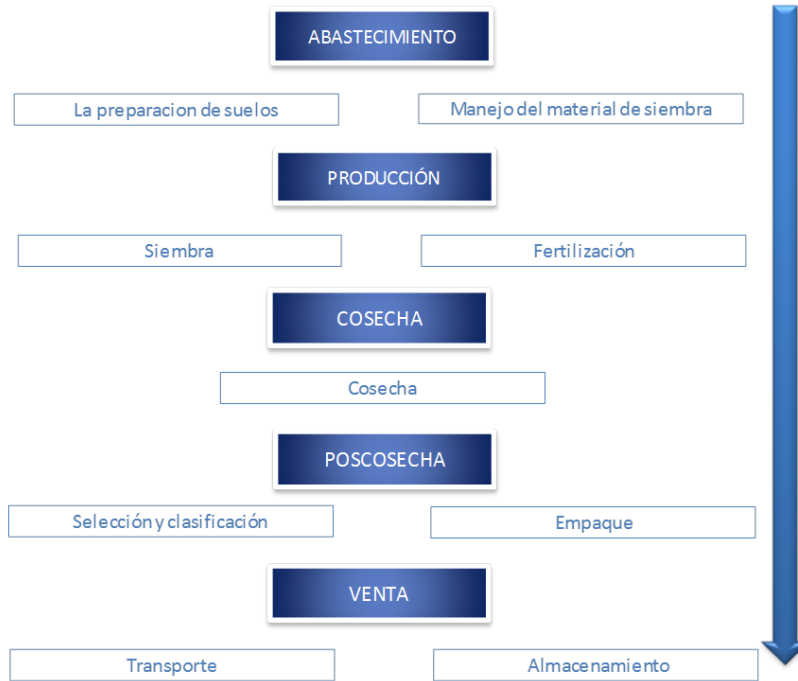 ABASTECIMIENTO
La preparacion de suelos
Manejo del material de siembra
PRODUCCIÓN
Siembra
Fertilización
COSECHA
Cosecha
POSCOSECHA
Selección y clasificación
Empaque
VENTA
Transporte
Almacenamiento